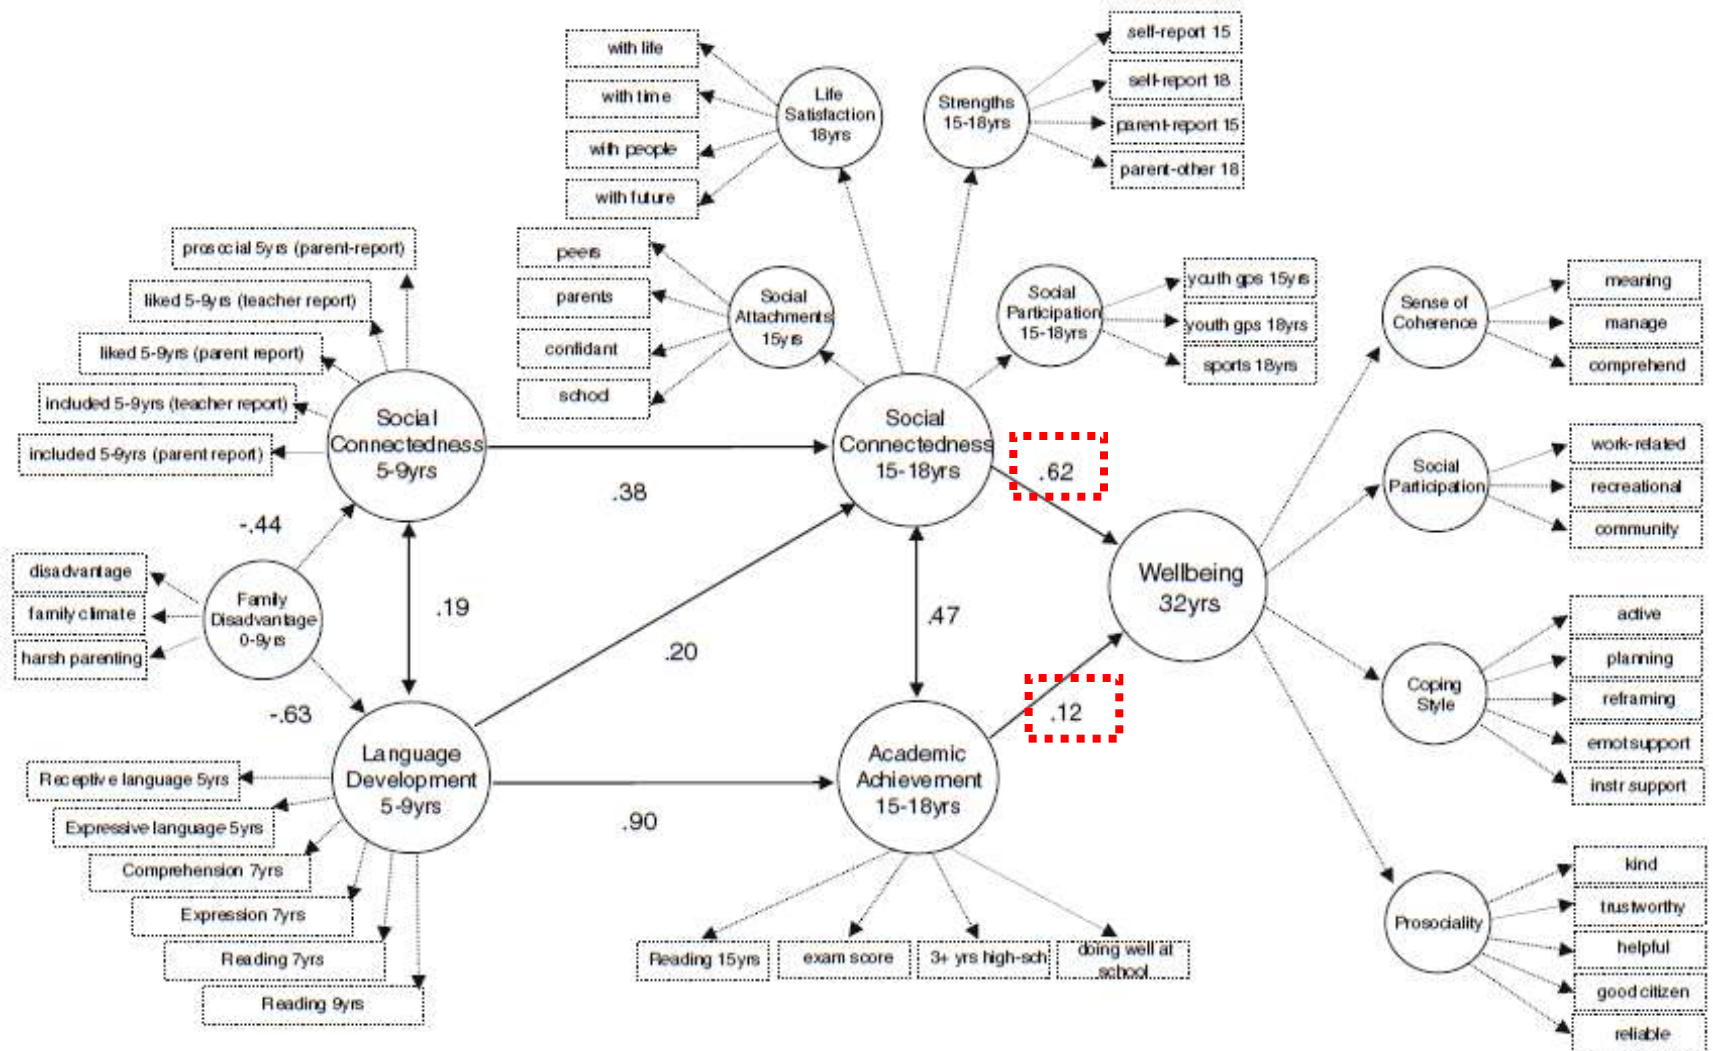 with life
with time
with people
with future
Life
Satisfaction
18yrs
Strengths
15-18yrs
self-report 15
self-report 18
parent-report 15
parent-other 18
prosocial 5yrs (parent-report)
liked 5-9yrs (teacher report)
liked 5-9yrs (parent report)
included 5-9yrs (teacher report)
included 5-9yrs (parent report)
peers
parents
confidant
school
Social
Attachments
15yrs
Social
Participation
15-18yrs
youth gps 15yrs
youth gps 18yrs
sports 18yrs
Social
Connectedness
5-9yrs
.38
Social
Connectedness
15-18yrs
.62
-.44
disadvantage
family climate
harsh parenting
Family
Disadvantage
0-9yrs
.19
.20
.47
-.63
.12
Wellbeing
32yrs
Language
Development
5-9yrs
.90
Academic
Achievement
15-18yrs
Receptive language 5yrs
Expressive language 5yrs
Comprehension 7yrs
Expression 7yrs
Reading 7yrs
Reading 9yrs
Reading 15yrs
exam score
3+ yrs high-sch
doing well at
school
Sense of
Coherence
meaning
manage
comprehend
Social
Participation
work-related
recreational
community
Coping
Style
active
planning
reframing
emot support
instr support
Prosociality
kind
trustworthy
helpful
good citizen
reliable